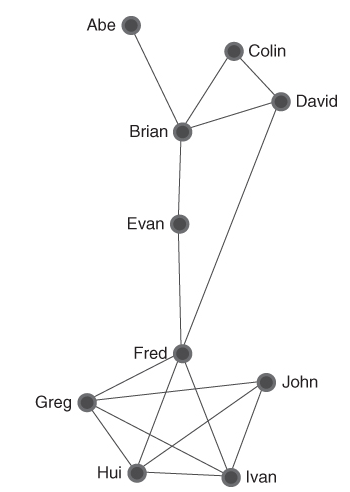 Abe
Colin
David
Brian
Evan
Fred
John
Greg
Hui
Ivan